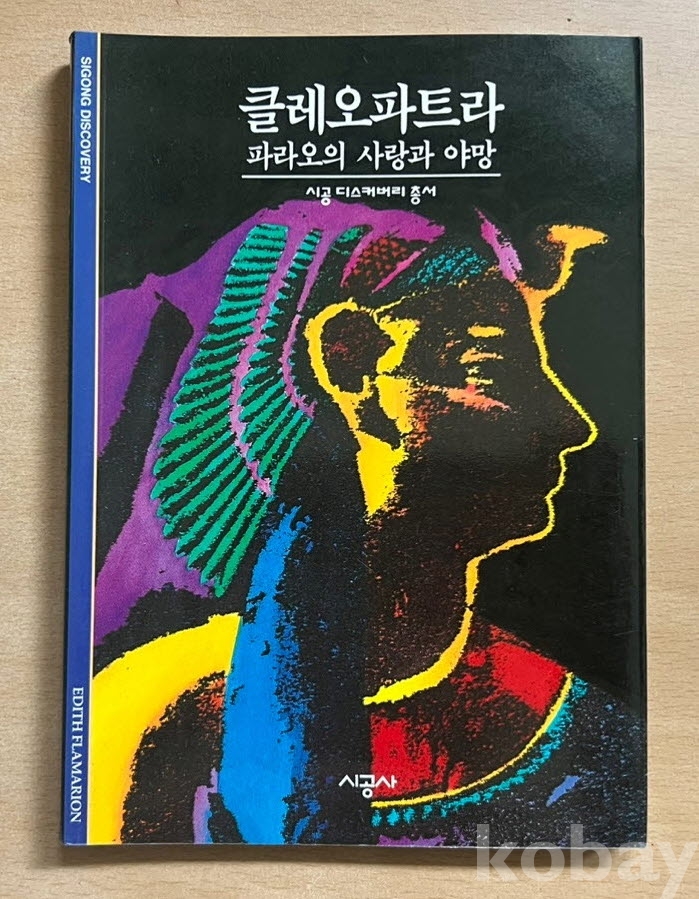 클레오파트라
파라오의 사랑과 야망
시공 디스커버리 총서
SIGONG DISCOVERY
EDITH FLAMARION
시공사
kobay